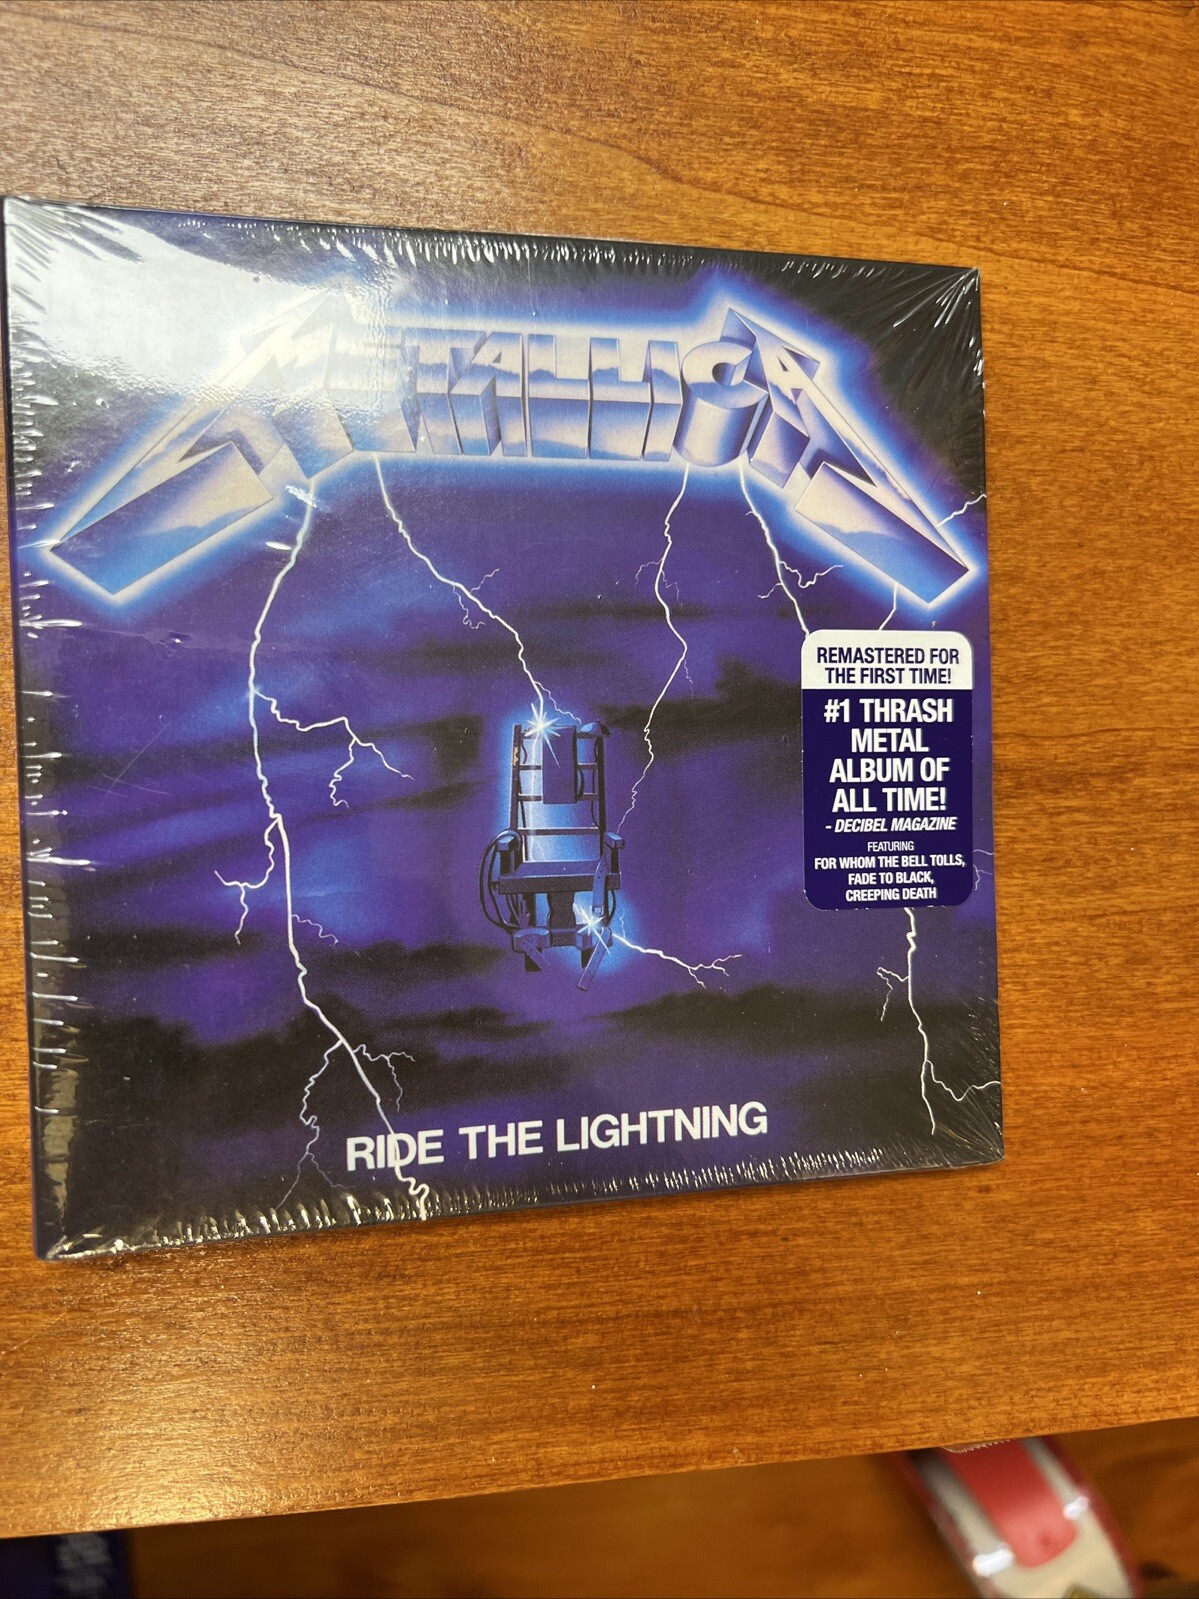 METALLICA
REMASTERED FOR
THE FIRST TIME!
#1 THRASH
METAL
ALBUM OF
ALL TIME!
- DECIBEL MAGAZINE
FEATURING
FOR WHOM THE BELL TOLLS,
FADE TO BLACK,
CREEPING DEATH
RIDE THE LIGHTNING